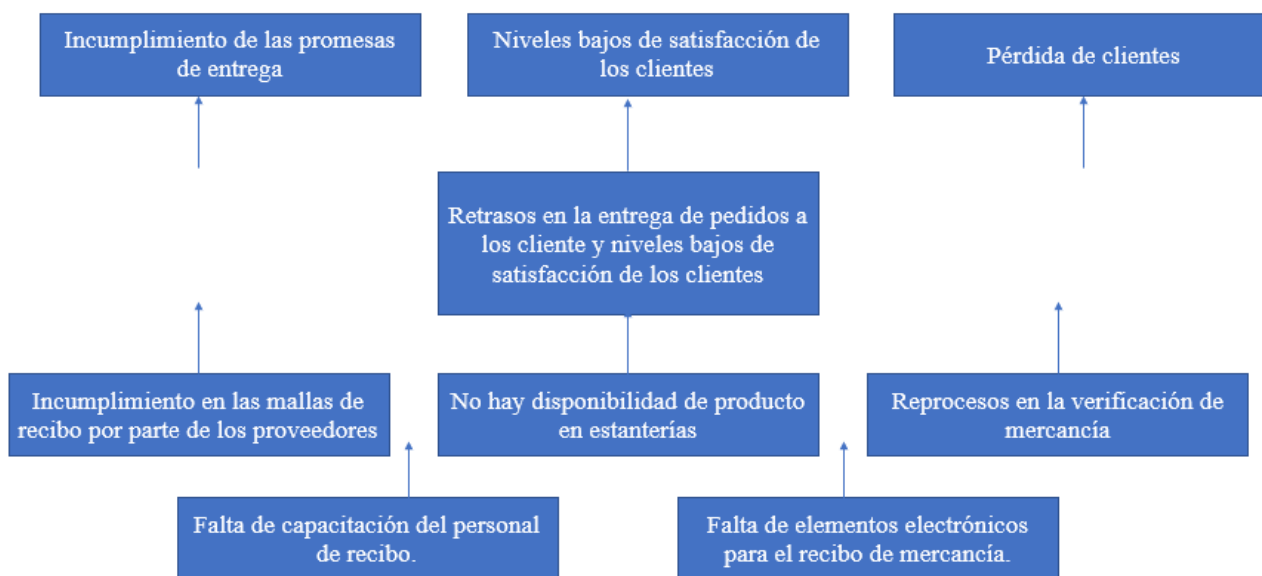 Incumplimiento de las promesas
de entrega
Niveles bajos de satisfacción de
los clientes
Pérdida de clientes
Retrasos en la entrega de pedidos a
los cliente y niveles bajos de
satisfacción de los clientes
Incumplimiento en las mallas de
recibo por parte de los proveedores
No hay disponibilidad de producto
en estanterías
Reprocesos en la verificación de
mercancía
Falta de capacitación del personal
de recibo.
Falta de elementos electrónicos
para el recibo de mercancía.